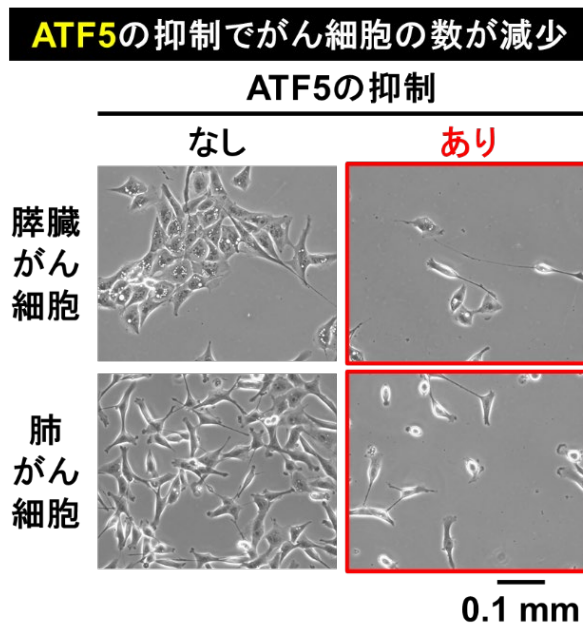 ATF5の抑制でがん細胞の数が減少
ATF5の抑制
なし
あり
膵臓
がん
細胞
肺
がん
細胞
0.1 mm